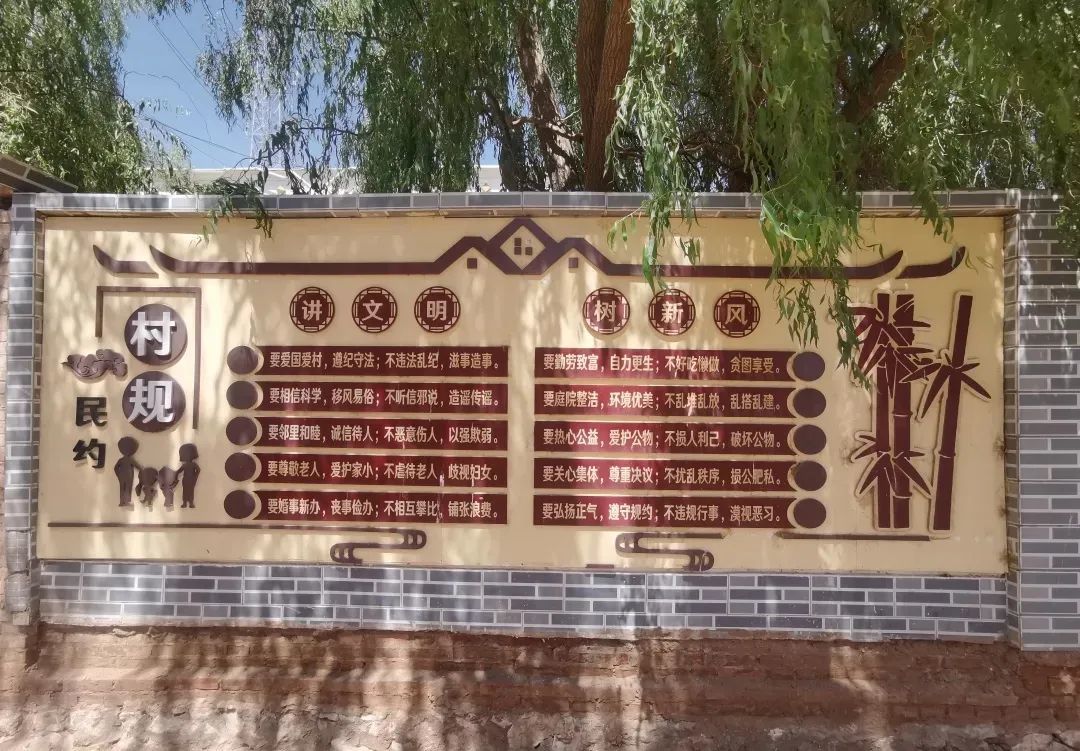 村规
民约
讲文明
要爱国爱村，遵纪守法；不违法乱纪，滋事造事。
要相信科学，移风易俗；不听信邪说，造谣传谣。
要邻里和睦，诚信待人；不恶意伤人，以强欺弱。
要尊敬老人，爱护家小；不虐待老人，歧视妇女。
要婚事新办，丧事俭办；不相互攀比，铺张浪费。
树新风
要勤劳致富，自力更生；不好吃懒做，贪图享受。
要庭院整洁，环境优美；不乱堆乱放，乱搭乱建。
要热心公益，爱护公物；不损人利己，破坏公物。
要关心集体，尊重决议；不扰乱秩序，损公肥私。
要弘扬正气，遵守规约；不违规行事，漠视恶习。